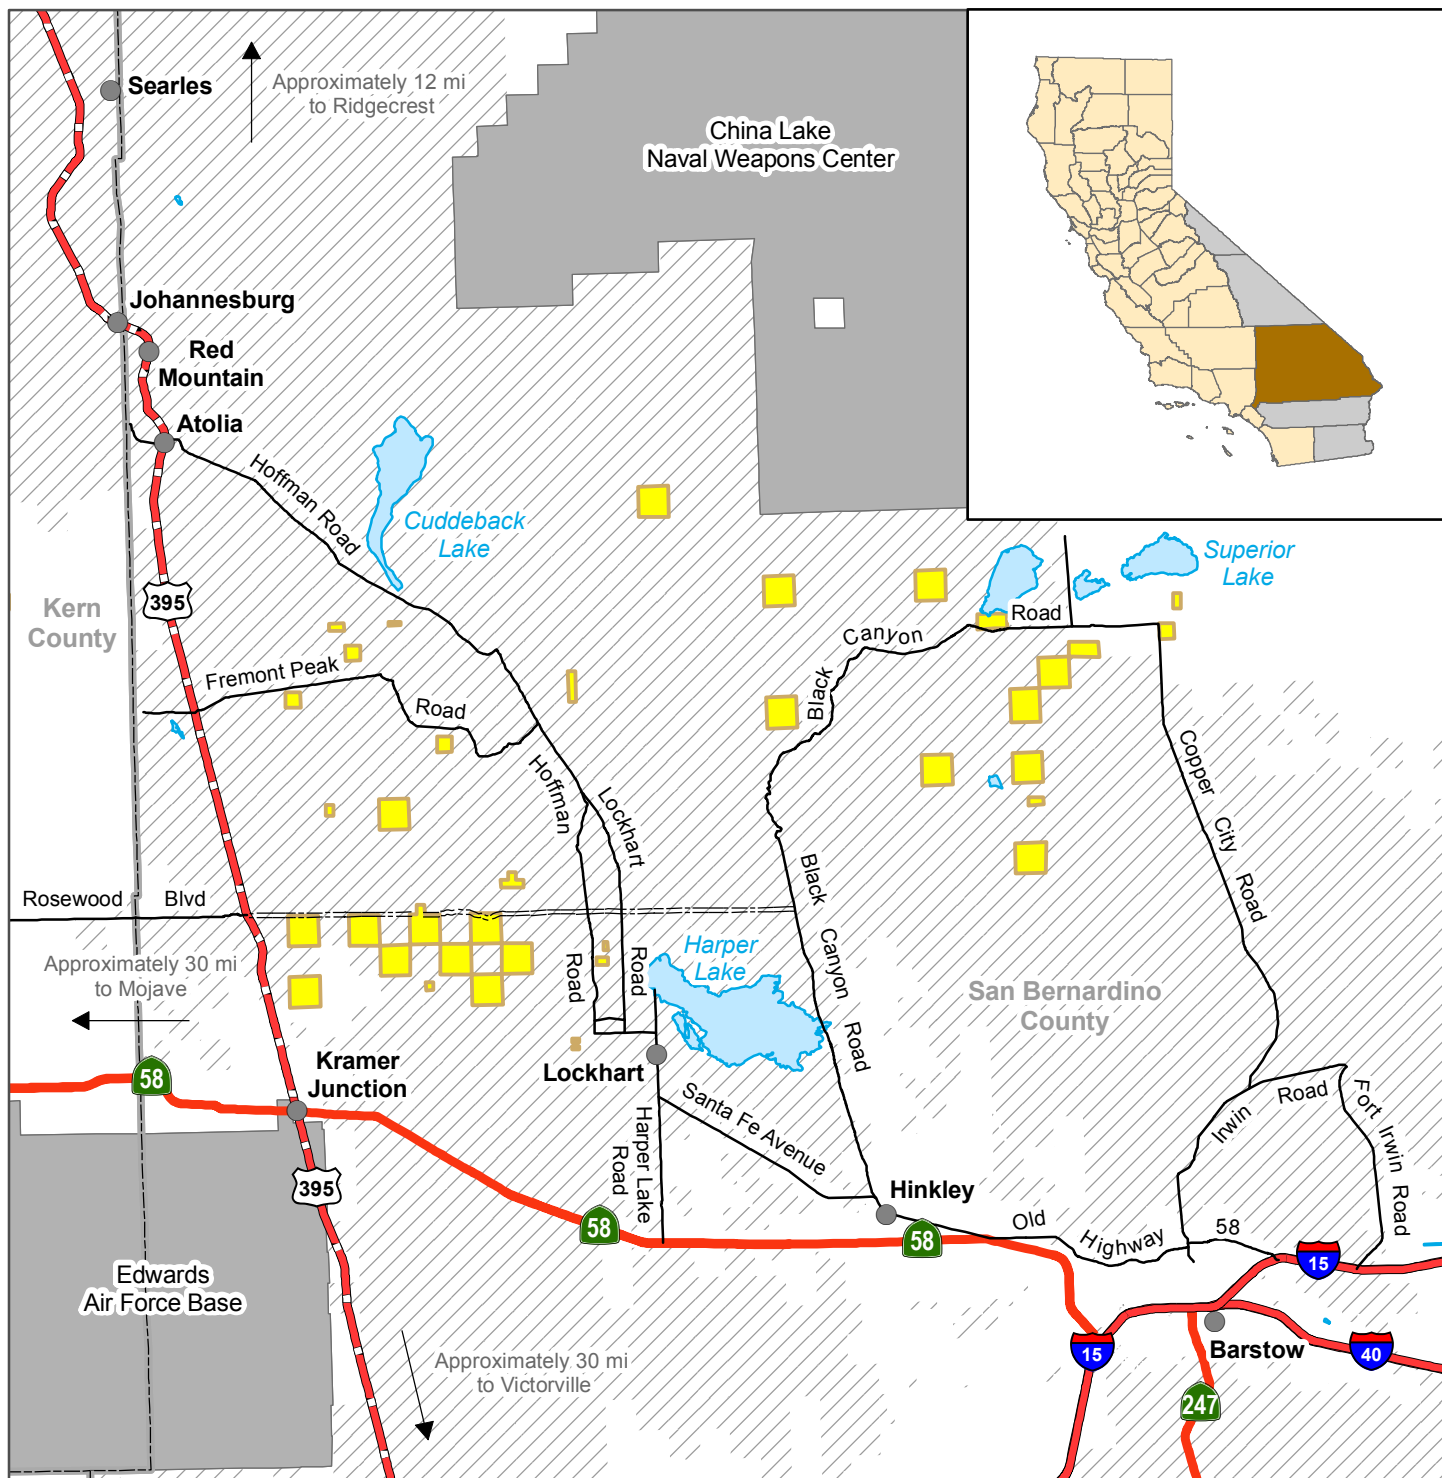 Searles
Approximately 12 mi
to Ridgecrest
China Lake
Naval Weapons Center
Johannesburg
Red
Mountain
Atolia
Hoffman Road
Cuddeback
Lake
Superior
Lake
395
Kern
County
Road
Canyon
Black
Fremont Peak
Road
Hoffman
Lockhart
Copper City Road
Black Canyon Road
Rosewood Blvd
Road
Road
Harper
Lake
Approximately 30 mi
to Mojave
San Bernardino
County
58
Kramer
Junction
Lockhart
Santa Fe Avenue
Harper Lake
Road
Irwin Road
Fort Irwin Road
395
Hinkley
58
58
Old Highway 58
15
Edwards
Air Force Base
Approximately 30 mi
to Victorville
15
Barstow
40
247